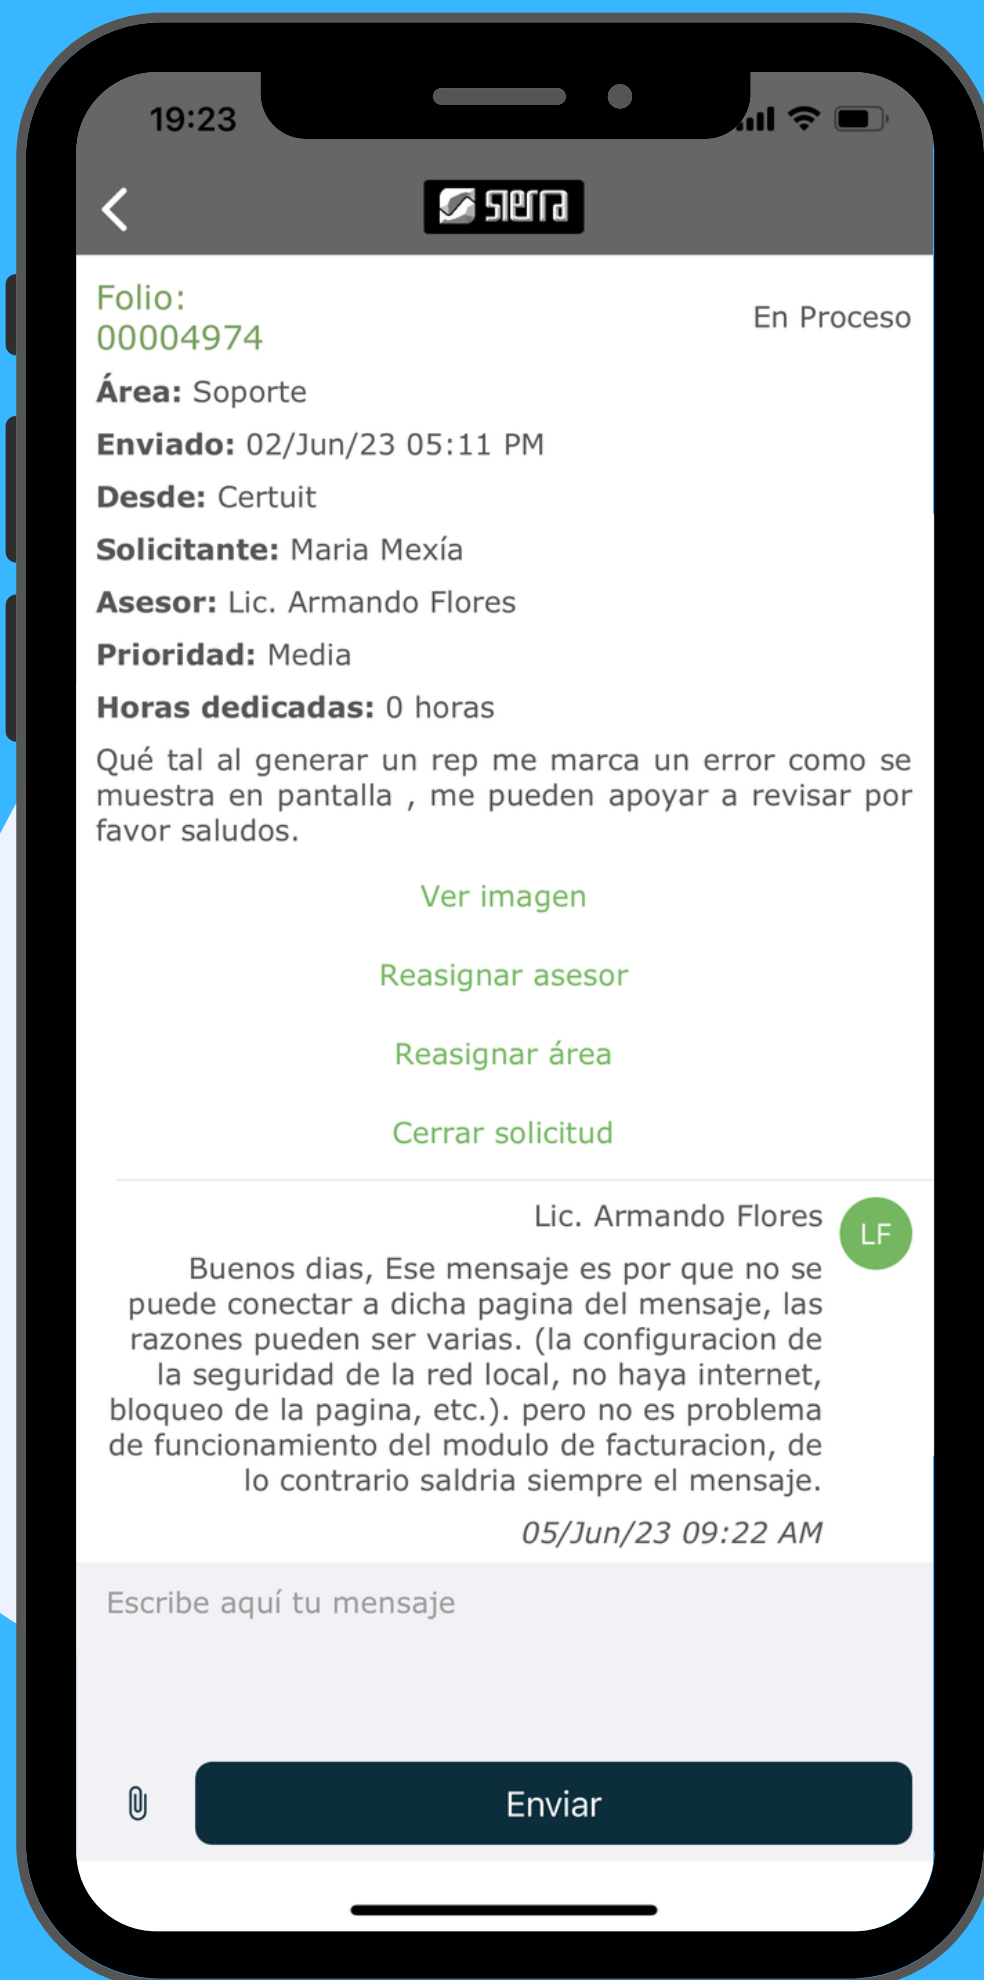 19:23
sierra
Folio:
00004974
En Proceso
Área: Soporte
Enviado: 02/Jun/23 05:11 PM
Desde: Certuit
Solicitante: Maria Mexía
Asesor: Lic. Armando Flores
Prioridad: Media
Horas dedicadas: 0 horas
Qué tal al generar un rep me marca un error como se
muestra en pantalla , me pueden apoyar a revisar por
favor saludos.
Ver imagen
Reasignar asesor
Reasignar área
Cerrar solicitud
Lic. Armando Flores
LF
Buenos dias, Ese mensaje es por que no se
puede conectar a dicha pagina del mensaje, las
razones pueden ser varias. (la configuracion de
la seguridad de la red local, no haya internet,
bloqueo de la pagina, etc.). pero no es problema
de funcionamiento del modulo de facturacion, de
lo contrario saldria siempre el mensaje.
05/Jun/23 09:22 AM
Escribe aquí tu mensaje
Enviar